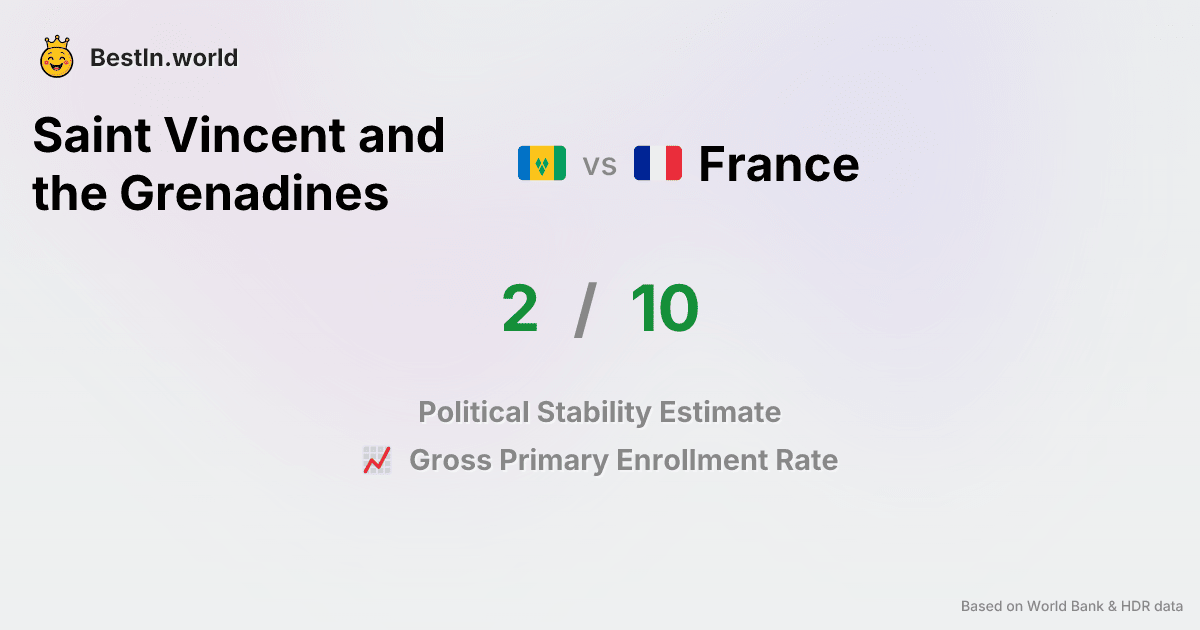 BestIn.world
Saint Vincent and
the Grenadines
vs
France
2 / 10
Political Stability Estimate
Gross Primary Enrollment Rate
Based on World Bank & HDR data